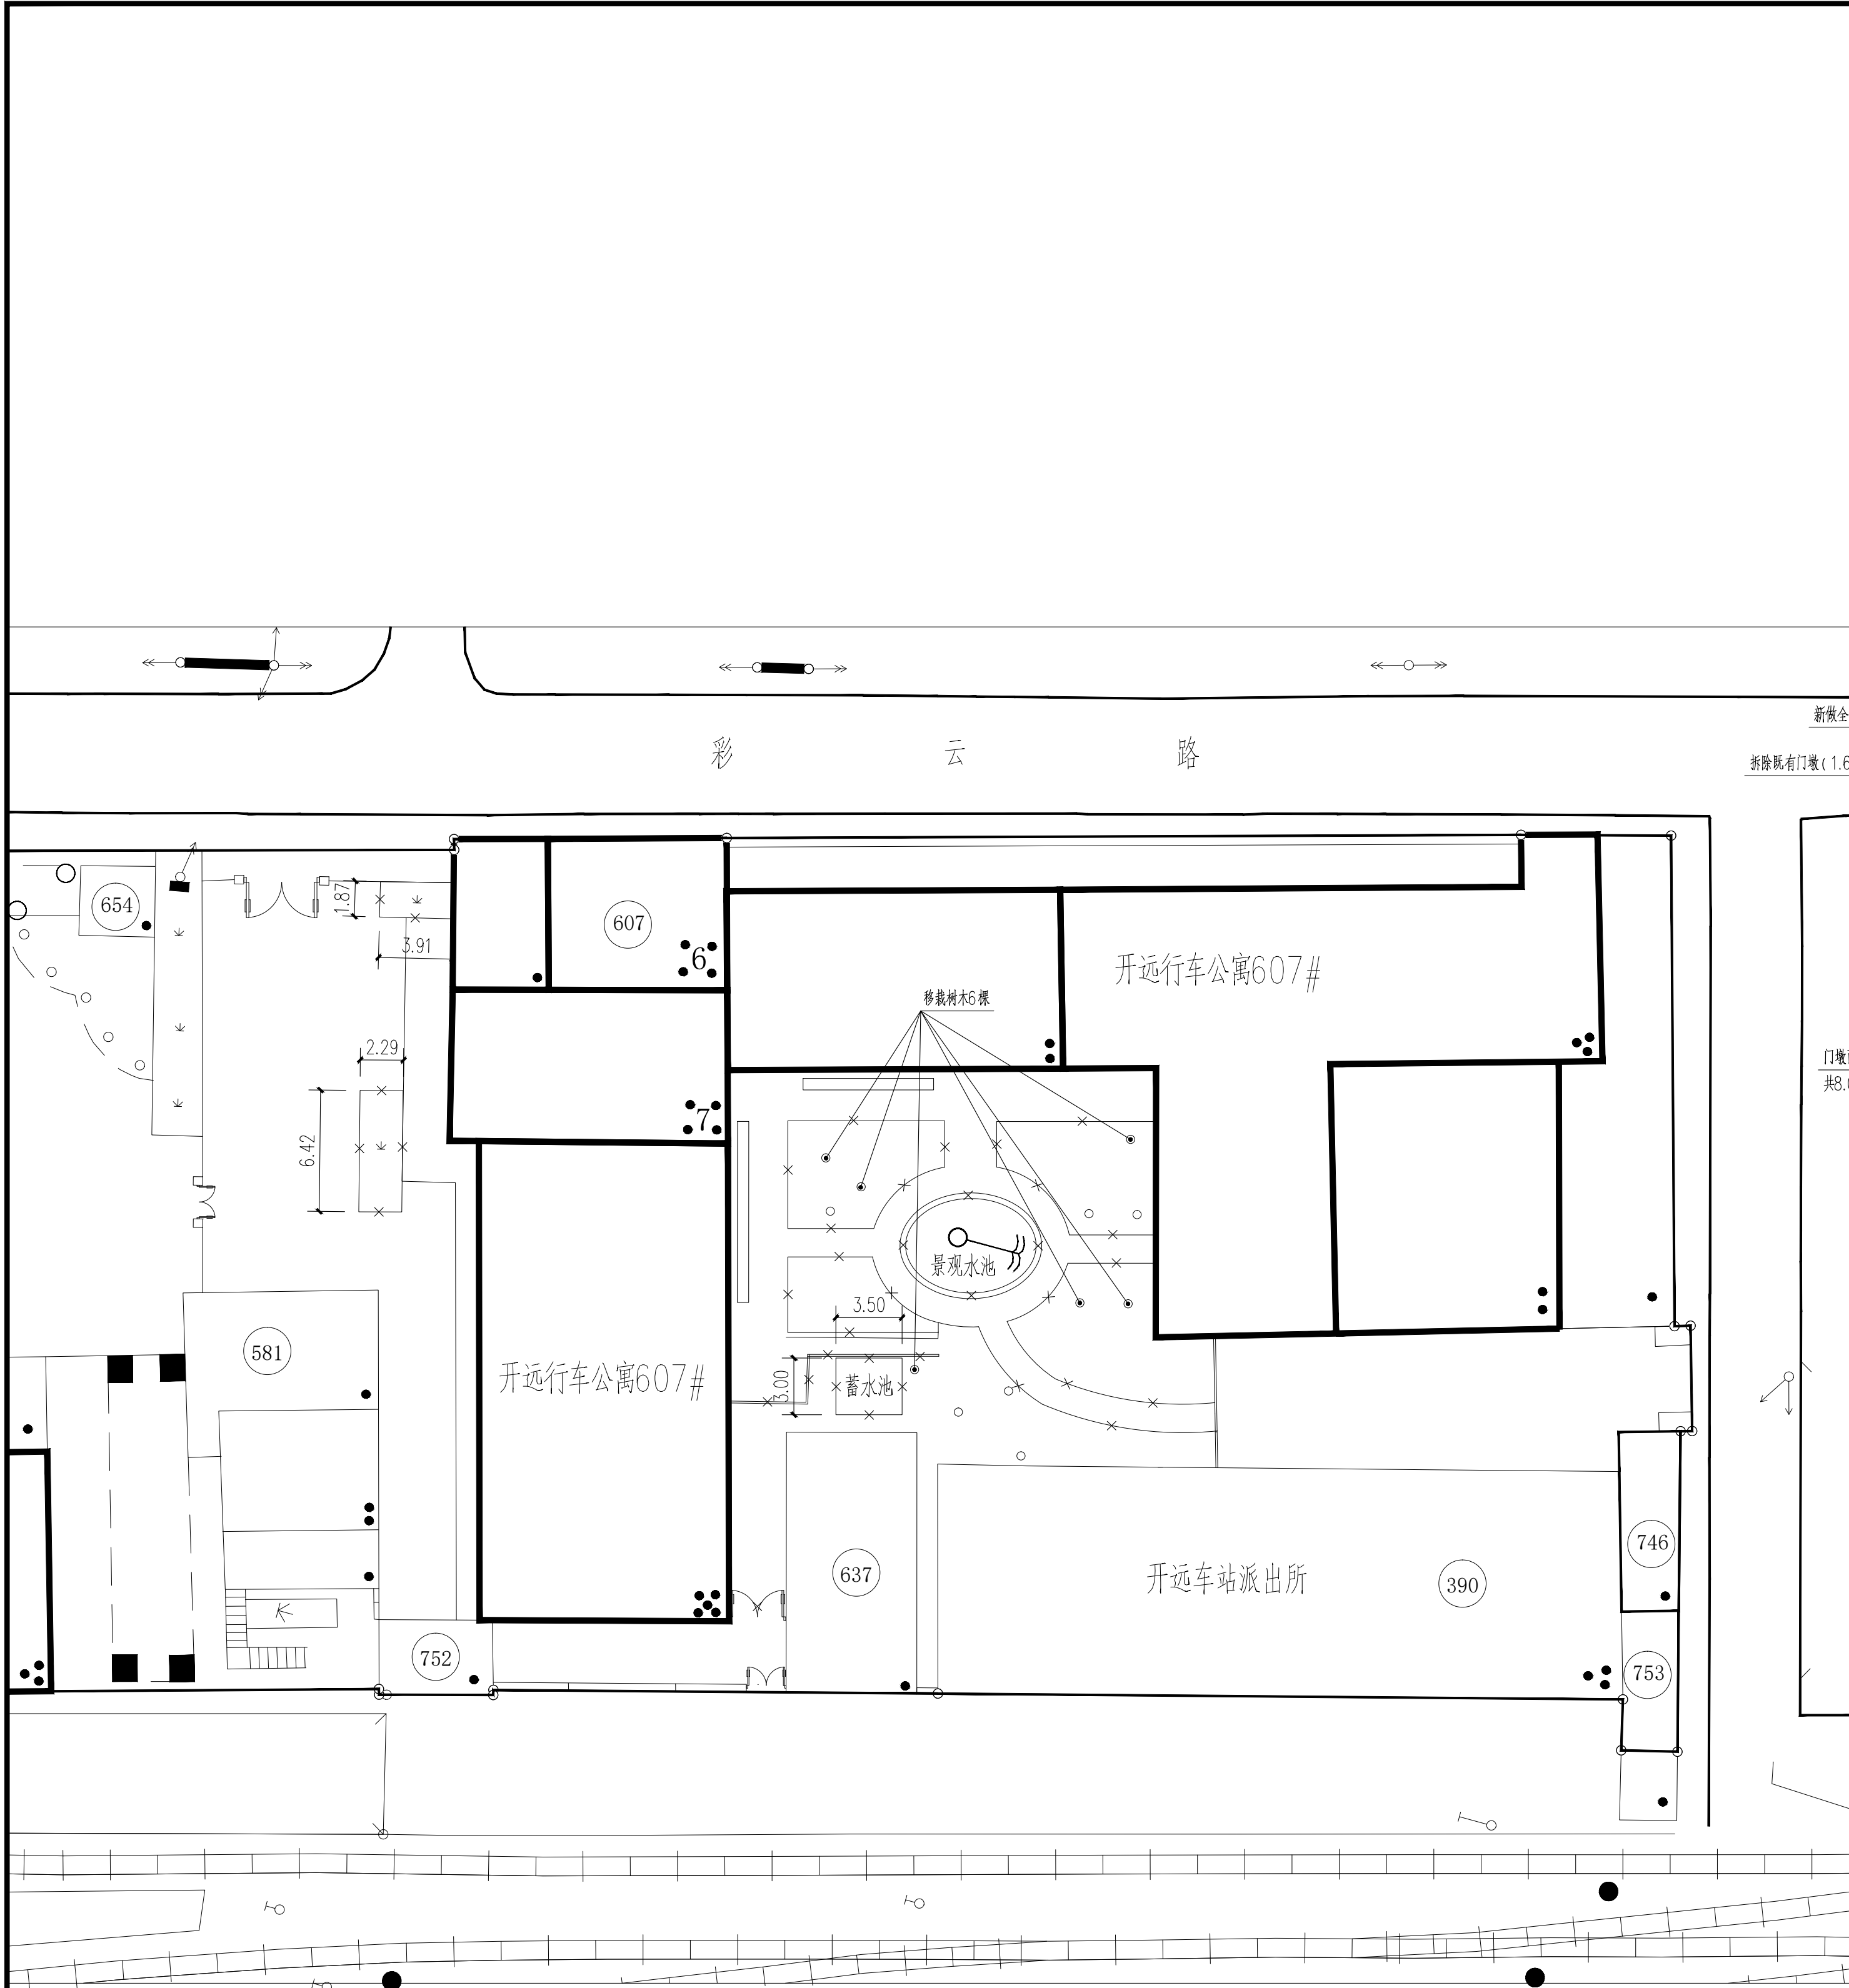 新做全
彩 云 路
拆除既有门墩(1.6
654
1.87
607
3.91
6
开远行车公寓607#
移载树木6棵
2.29
门墩
共8.
7
6.42
景观水池
3.50
581
开远行车公寓607#
3.00
蓄水池
746
637
开远车站派出所
390
752
753